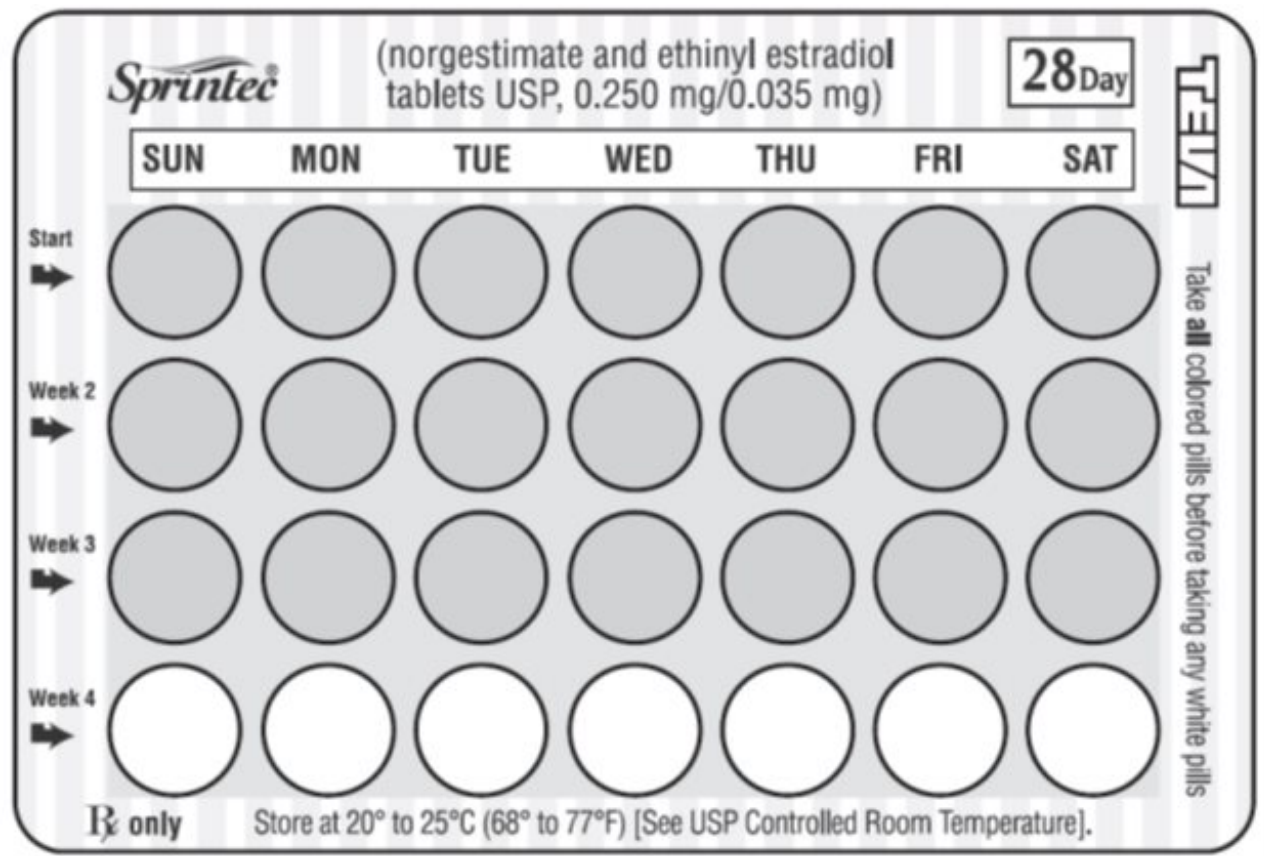 Sprintec®
(norgestimate and ethinyl estradiol
tablets USP, 0.250 mg/0.035 mg)
28 Day
TEVA
SUN MON TUE WED THU FRI SAT
Start
Week 2
Week 3
Week 4
Take all colored pills before taking any white pills
℞ only
Store at 20° to 25°C (68° to 77°F) [See USP Controlled Room Temperature].